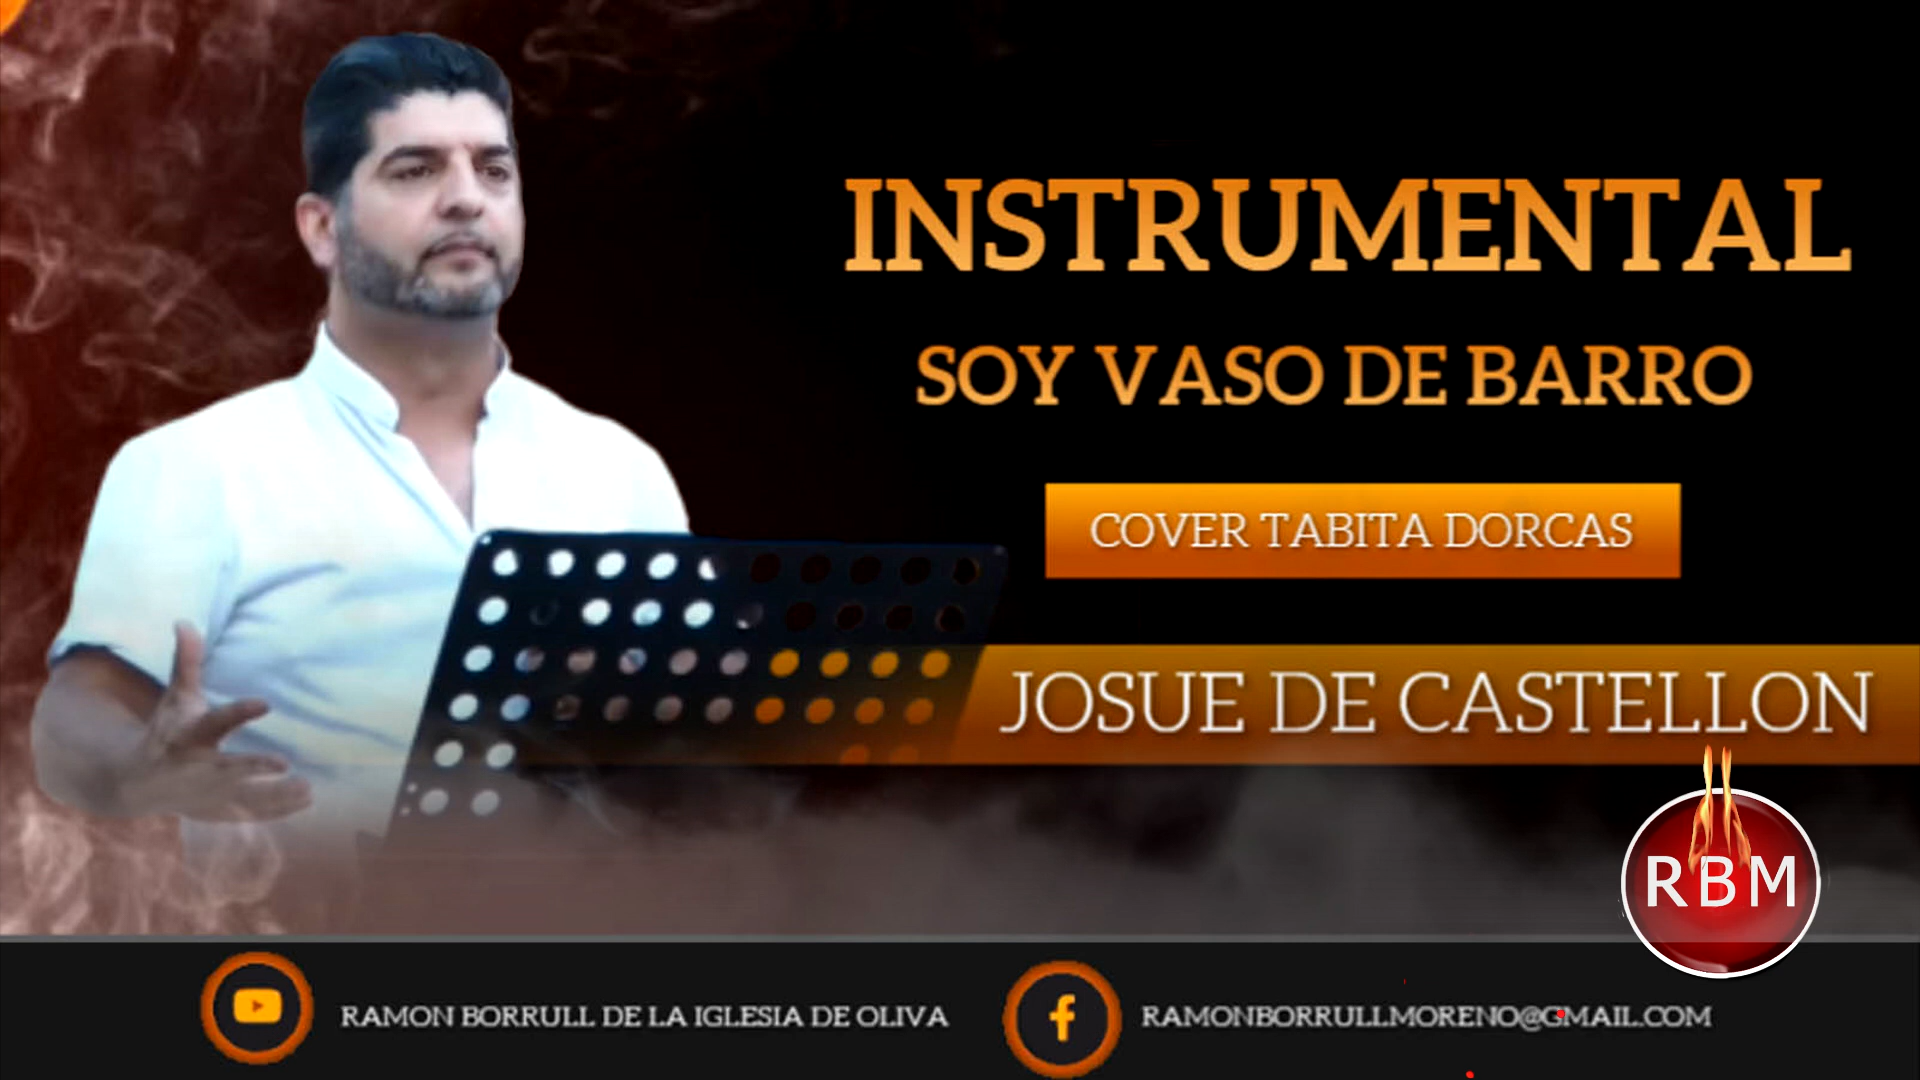 INSTRUMENTAL
SOY VASO DE BARRO
COVER TABITA DORCAS
JOSUE DE CASTELLON
RBM
RAMON BORRULL DE LA IGLESIA DE OLIVA
RAMONBORRULLMORENO@GMAIL.COM